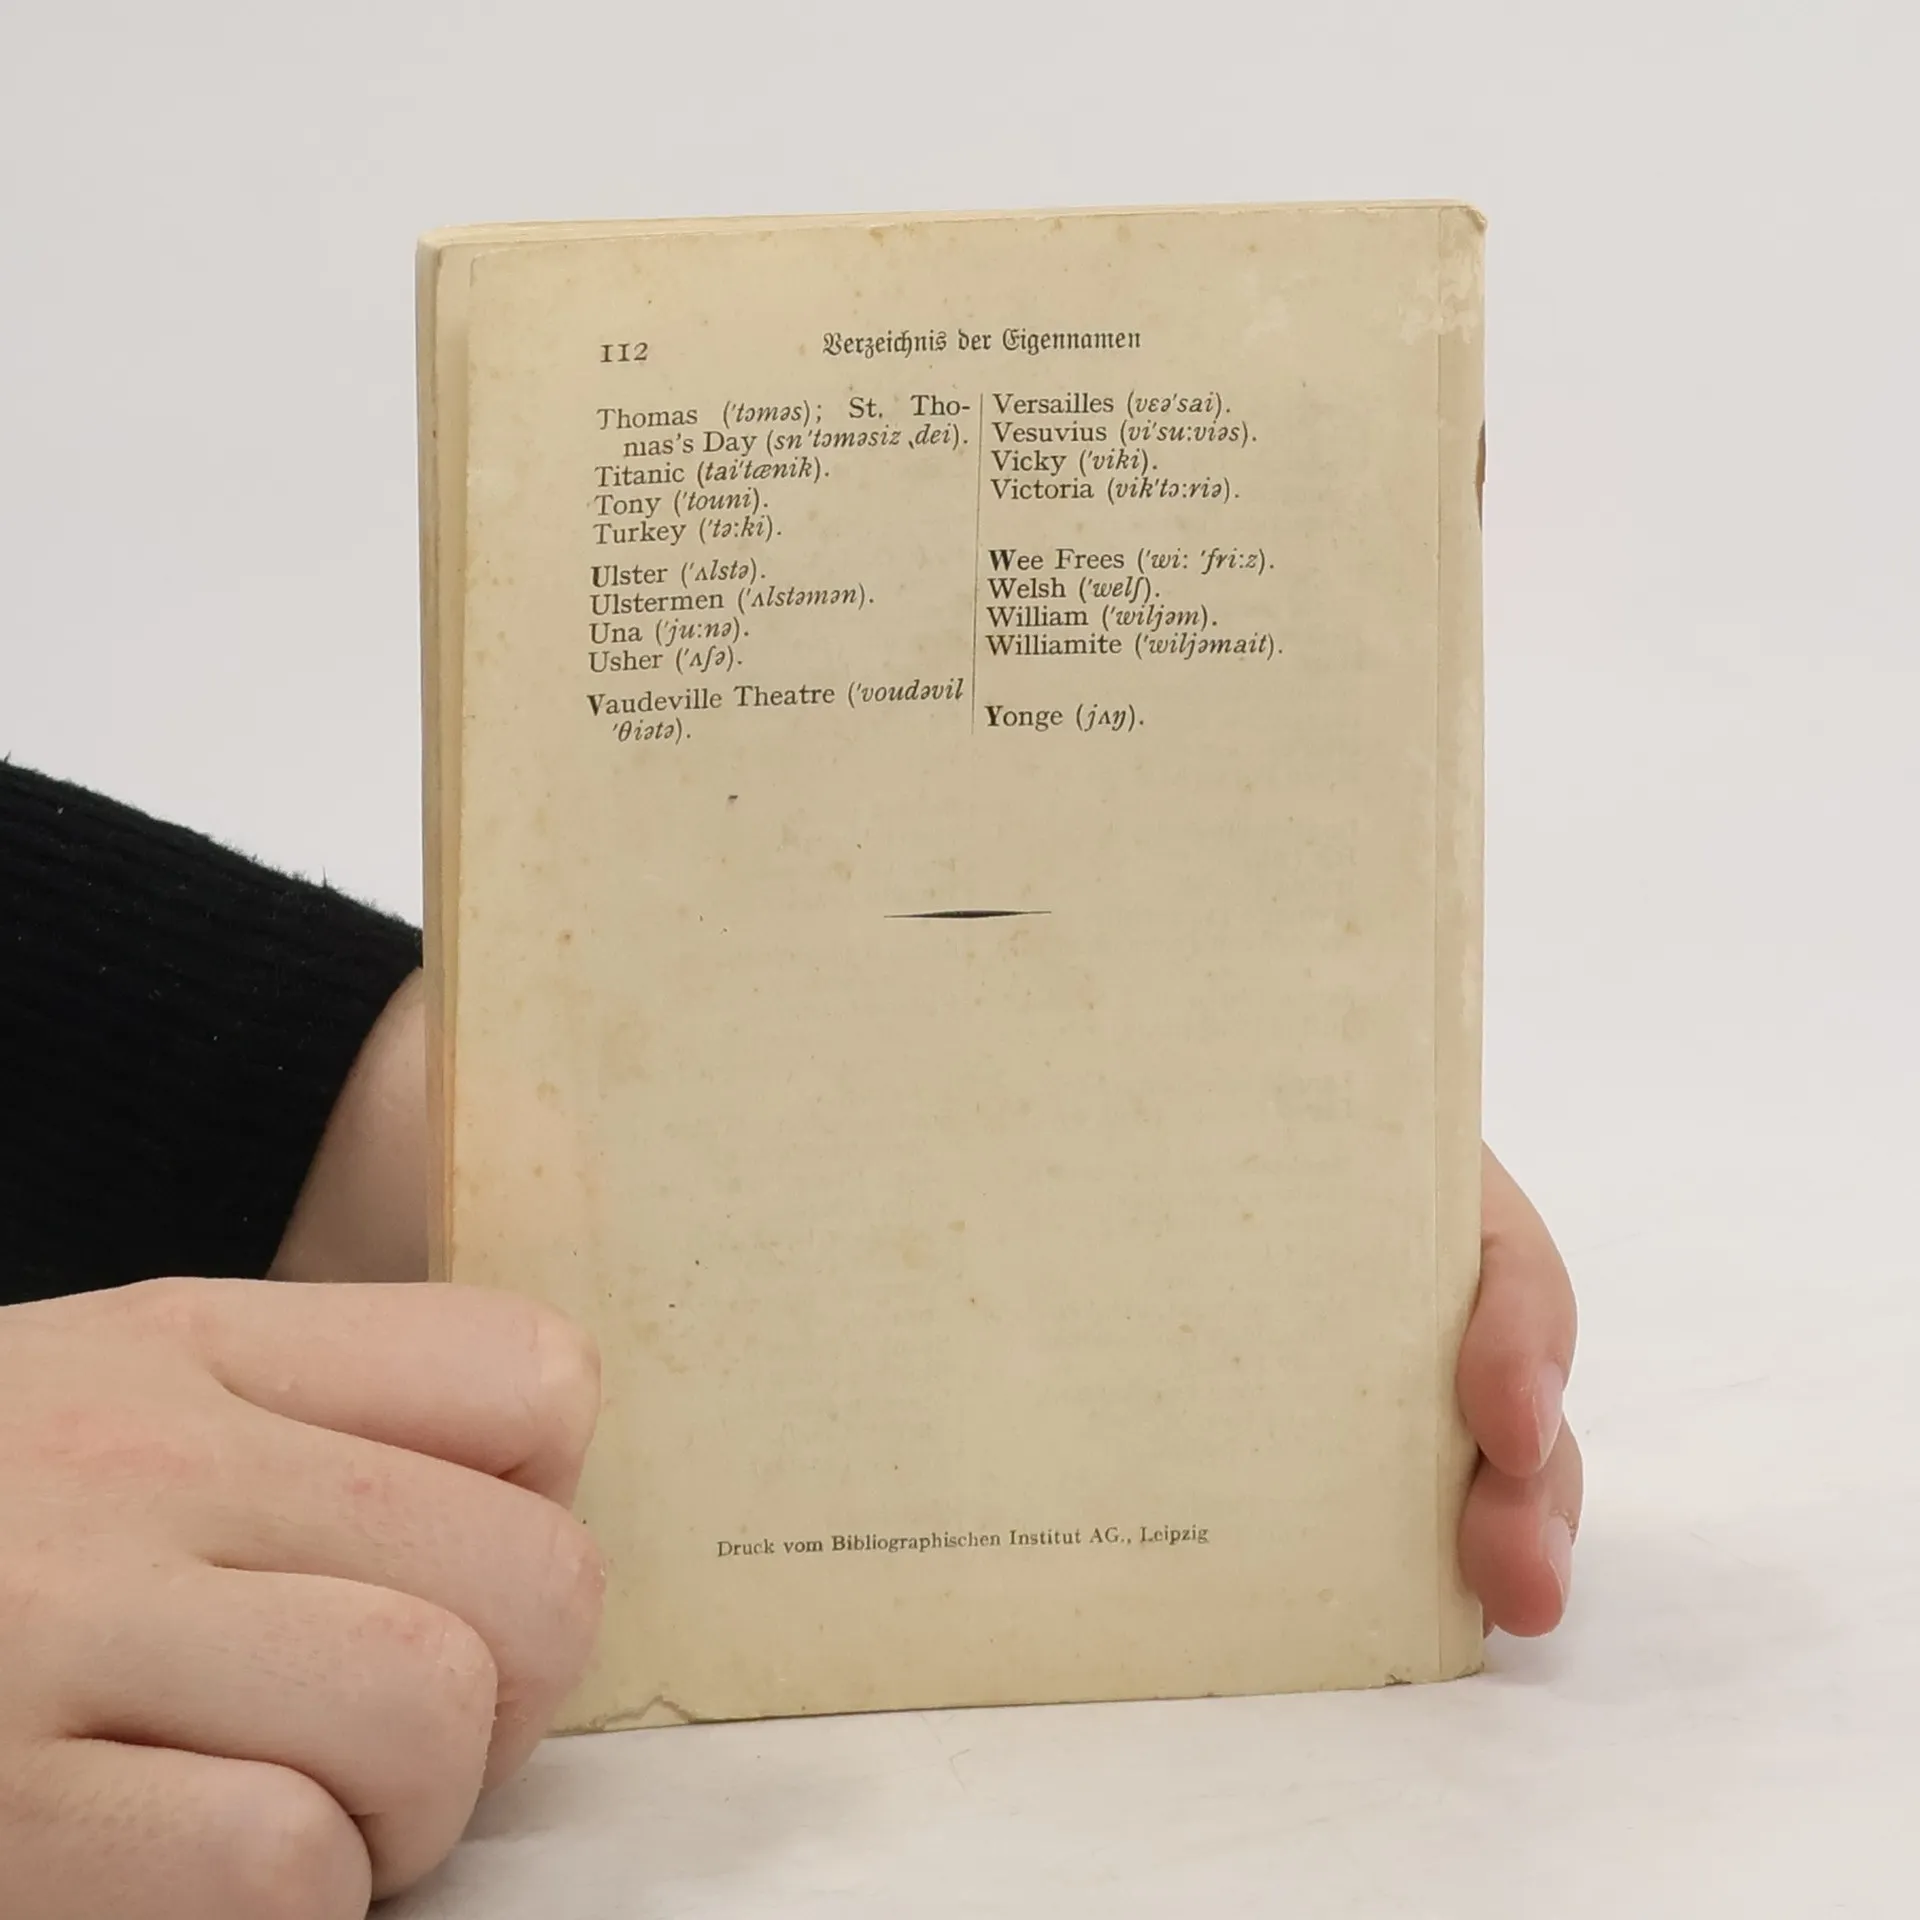 112
Verzeichnis der Eigennamen
Thomas ('tɔməs); St. Tho-
mas's Day (sn'tɔməsiz ˌdei).
Titanic (tai'tænik).
Tony ('touni).
Turkey ('tə:ki).
Ulster ('ʌlstə).
Ulstermen ('ʌlstəmən).
Una ('ju:nə).
Usher ('ʌʃə).
Vaudeville Theatre ('voudəvil
'θiətə).
Versailles (vɛə'sai).
Vesuvius (vi'su:viəs).
Vicky ('viki).
Victoria (vik'tɔ:riə).
Wee Frees ('wi: 'fri:z).
Welsh ('welʃ).
William ('wiljəm).
Williamite ('wiljəmait).
Yonge (jʌŋ).
Druck vom Bibliographischen Institut AG., Leipzig